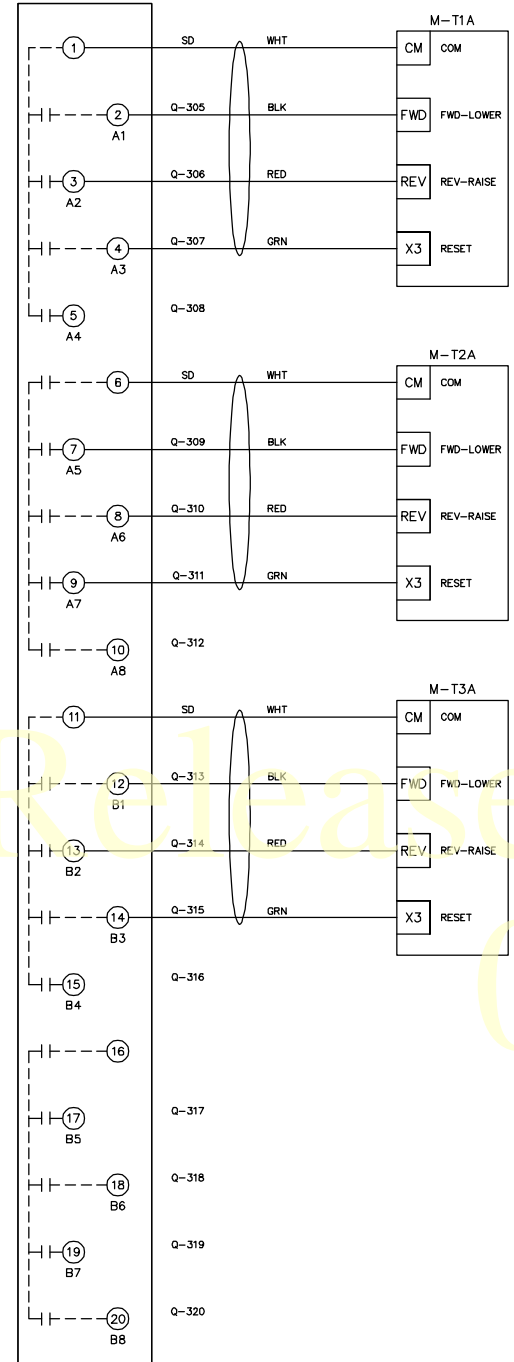 M-T1A
1 SD WHT CM COM
2 Q-305 BLK FWD FWD-LOWER
A1
3 Q-306 RED REV REV-RAISE
A2
4 Q-307 GRN X3 RESET
A3
5 Q-308
A4
M-T2A
6 SD WHT CM COM
7 Q-309 BLK FWD FWD-LOWER
A5
8 Q-310 RED REV REV-RAISE
A6
9 Q-311 GRN X3 RESET
A7
10 Q-312
A8
M-T3A
11 SD WHT CM COM
12 Q-313 BLK FWD FWD-LOWER
B1
13 Q-314 RED REV REV-RAISE
B2
14 Q-315 GRN X3 RESET
B3
15 Q-316
B4
16
17 Q-317
B5
18 Q-318
B6
19 Q-319
B7
20 Q-320
B8
Release
(